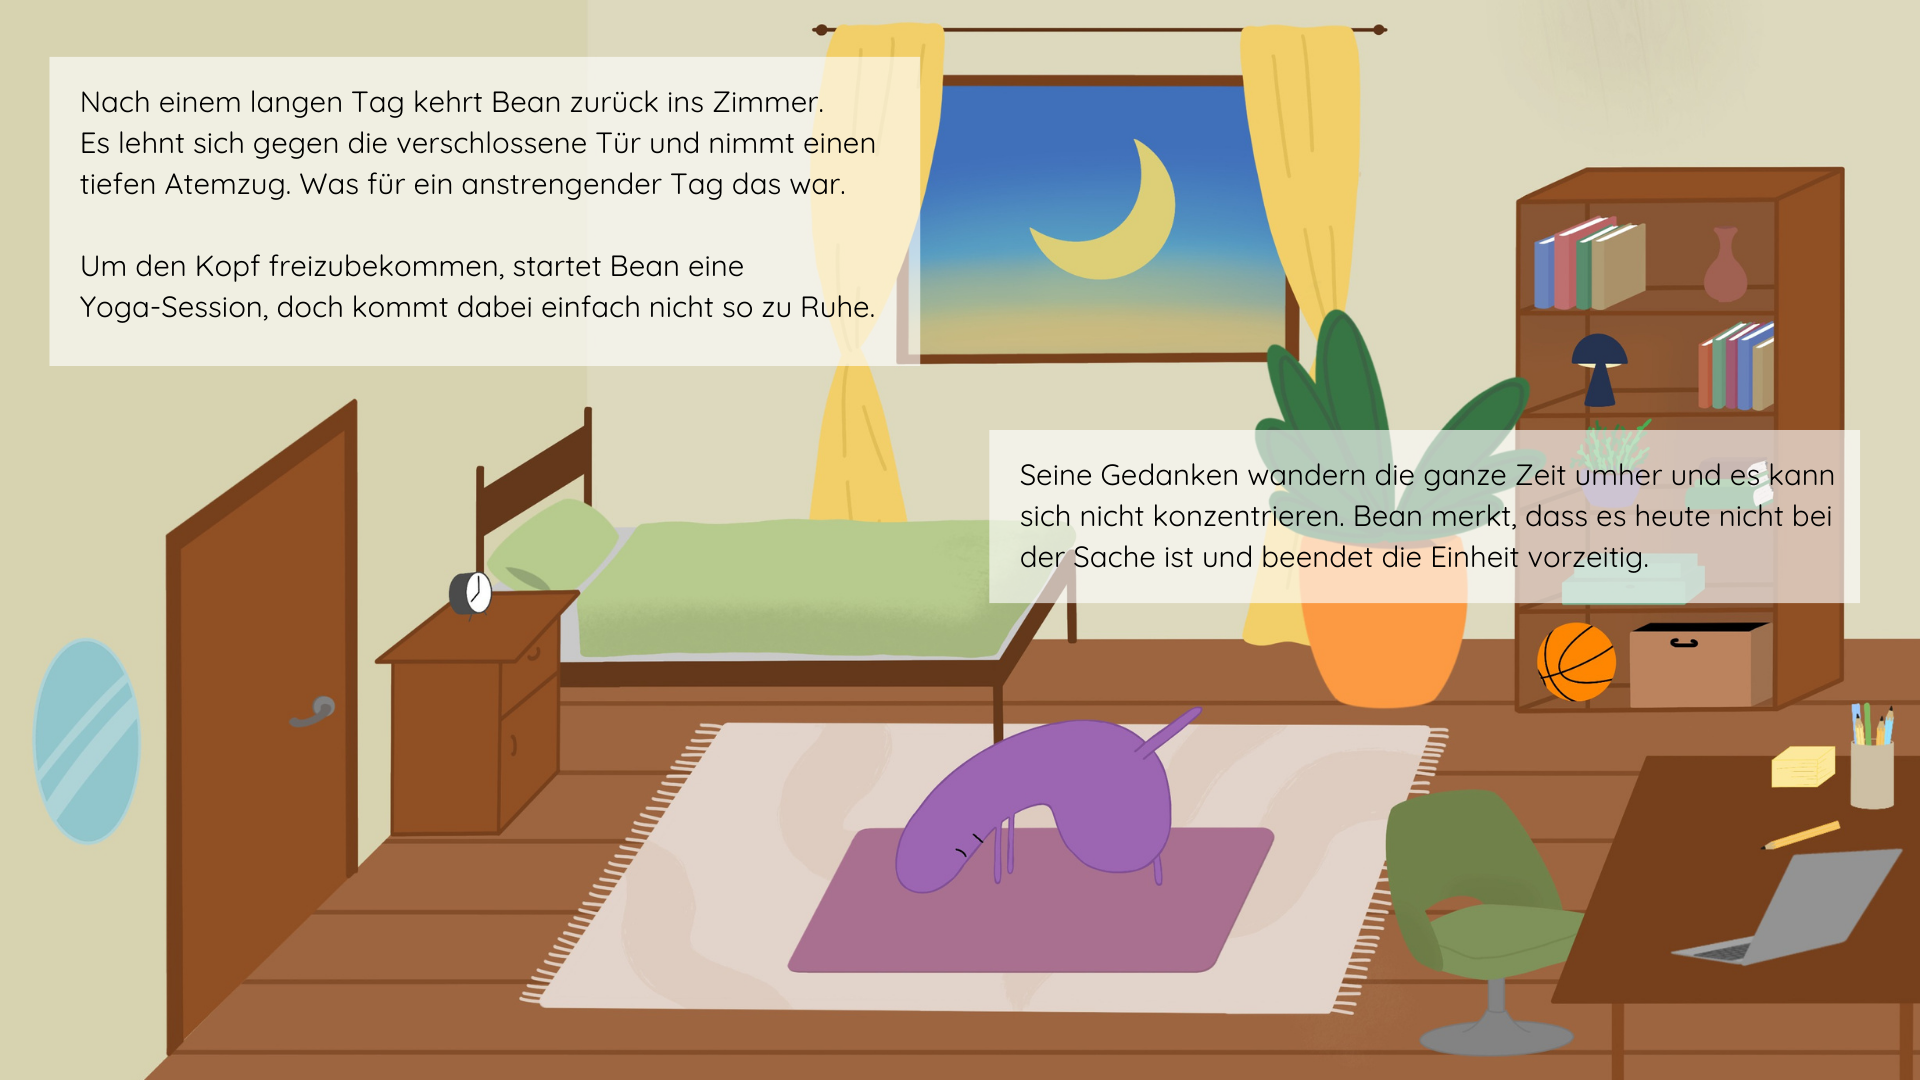 Nach einem langen Tag kehrt Bean zurück ins Zimmer.
Es lehnt sich gegen die verschlossene Tür und nimmt einen
tiefen Atemzug. Was für ein anstrengender Tag das war.
Um den Kopf freizubekommen, startet Bean eine
Yoga-Session, doch kommt dabei einfach nicht so zu Ruhe.
Seine Gedanken wandern die ganze Zeit umher und es kann
sich nicht konzentrieren. Bean merkt, dass es heute nicht bei
der Sache ist und beendet die Einheit vorzeitig.